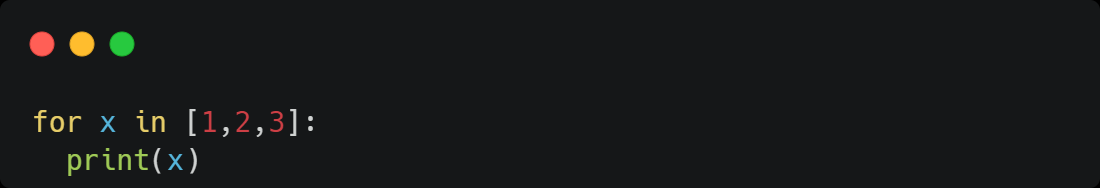 for x in [1,2,3]:
  print(x)